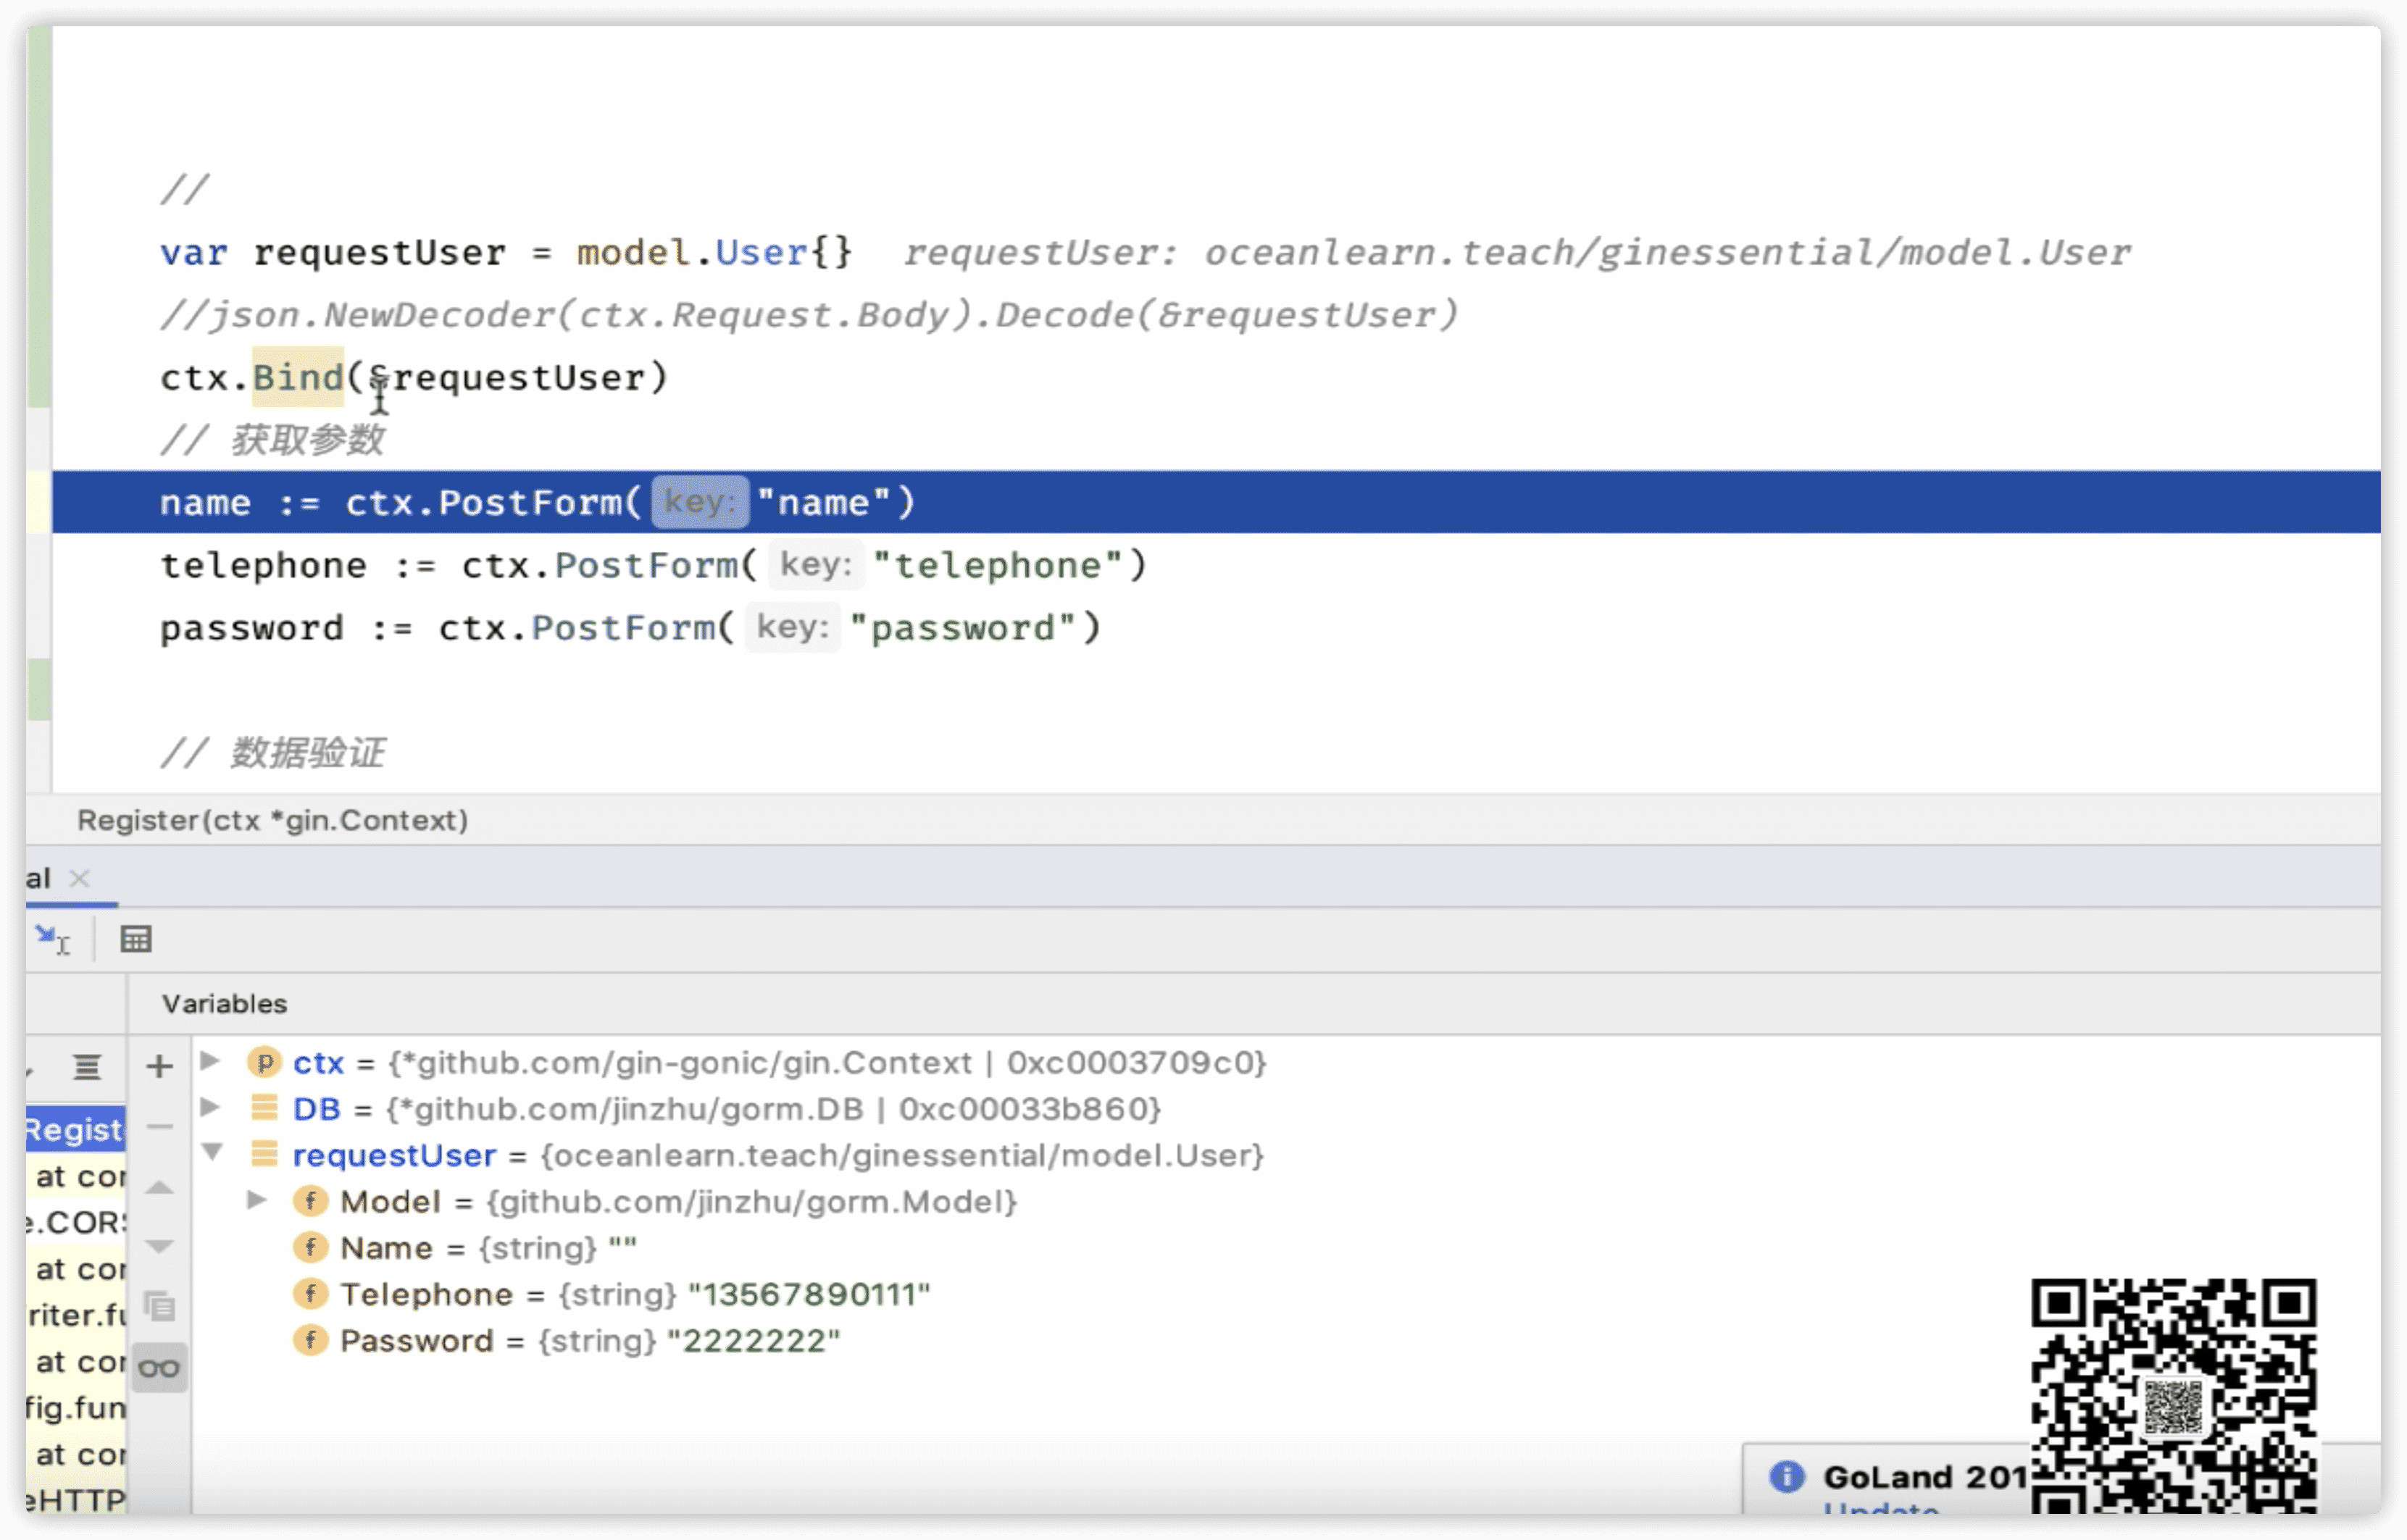 //
var requestUser = model.User{} requestUser: oceanlearn.teach/ginessential/model.User
//json.NewDecoder(ctx.Request.Body).Decode(&requestUser)
ctx.Bind(&requestUser)
// 获取参数
name := ctx.PostForm( key: "name")
telephone := ctx.PostForm( key: "telephone")
password := ctx.PostForm( key: "password")
// 数据验证
Register(ctx *gin.Context)
al
Variables
ctx = {*github.com/gin-gonic/gin.Context | 0xc0003709c0}
DB = {*github.com/jinzhu/gorm.DB | 0xc00033b860}
Regist
requestUser = {oceanlearn.teach/ginessential/model.User}
at cor
Model = {github.com/jinzhu/gorm.Model}
e.CORS
Name = {string} ""
at cor
Telephone = {string} "13567890111"
riter.fu
Password = {string} "2222222"
at cor
fig.fun
at cor
GoLand 201
eHTTP
Update